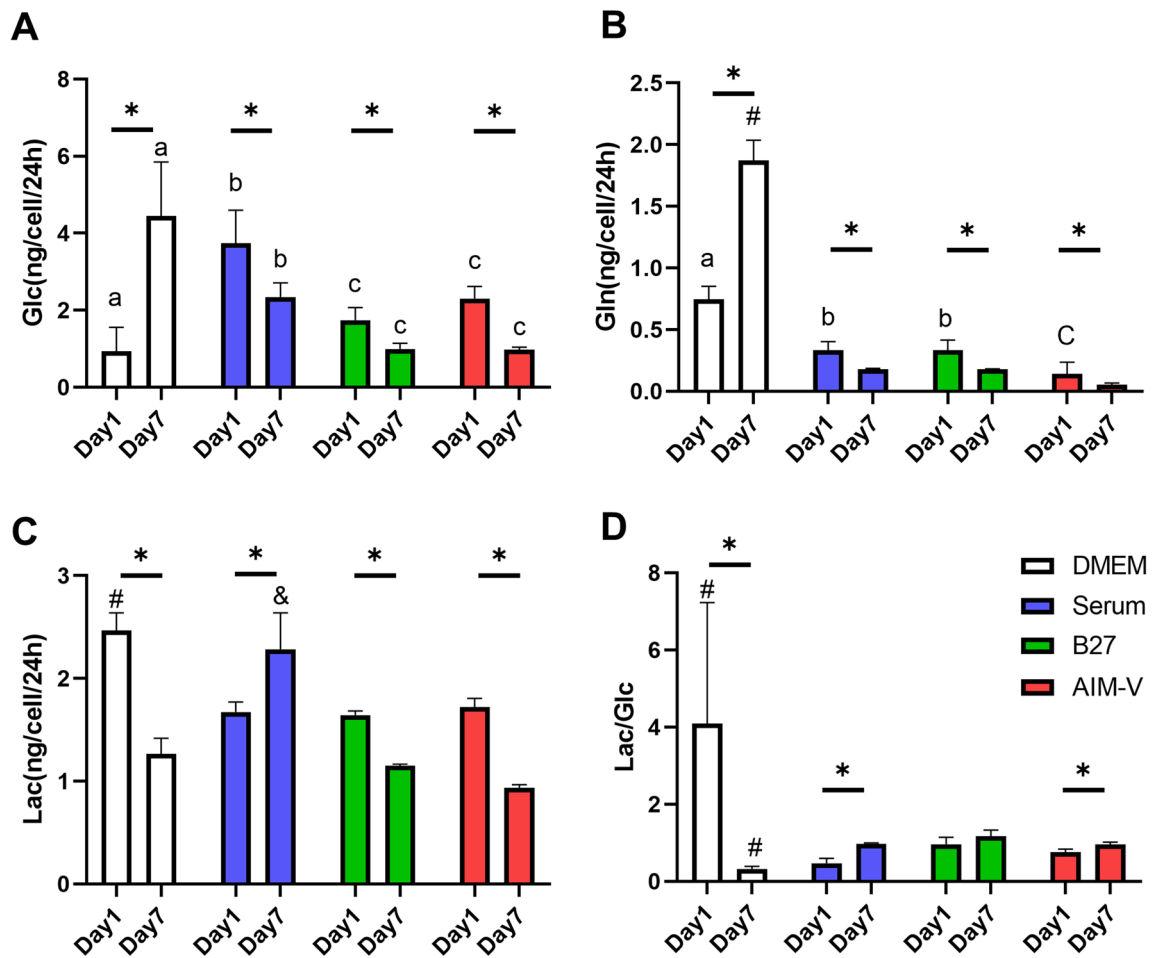 A
Glc(ng/cell/24h)
8
6
4
2
0
* * * *
a a b b c c c c
Day1 Day7 Day1 Day7 Day1 Day7 Day1 Day7
B
Gln(ng/cell/24h)
2.5
2.0
1.5
1.0
0.5
0.0
* * * *
a # b b C
Day1 Day7 Day1 Day7 Day1 Day7 Day1 Day7
C
Lac(ng/cell/24h)
3
2
1
0
* * * *
# &
Day1 Day7 Day1 Day7 Day1 Day7 Day1 Day7
D
Lac/Glc
8
6
4
2
0
* * *
# #
Day1 Day7 Day1 Day7 Day1 Day7 Day1 Day7
DMEM
Serum
B27
AIM-V